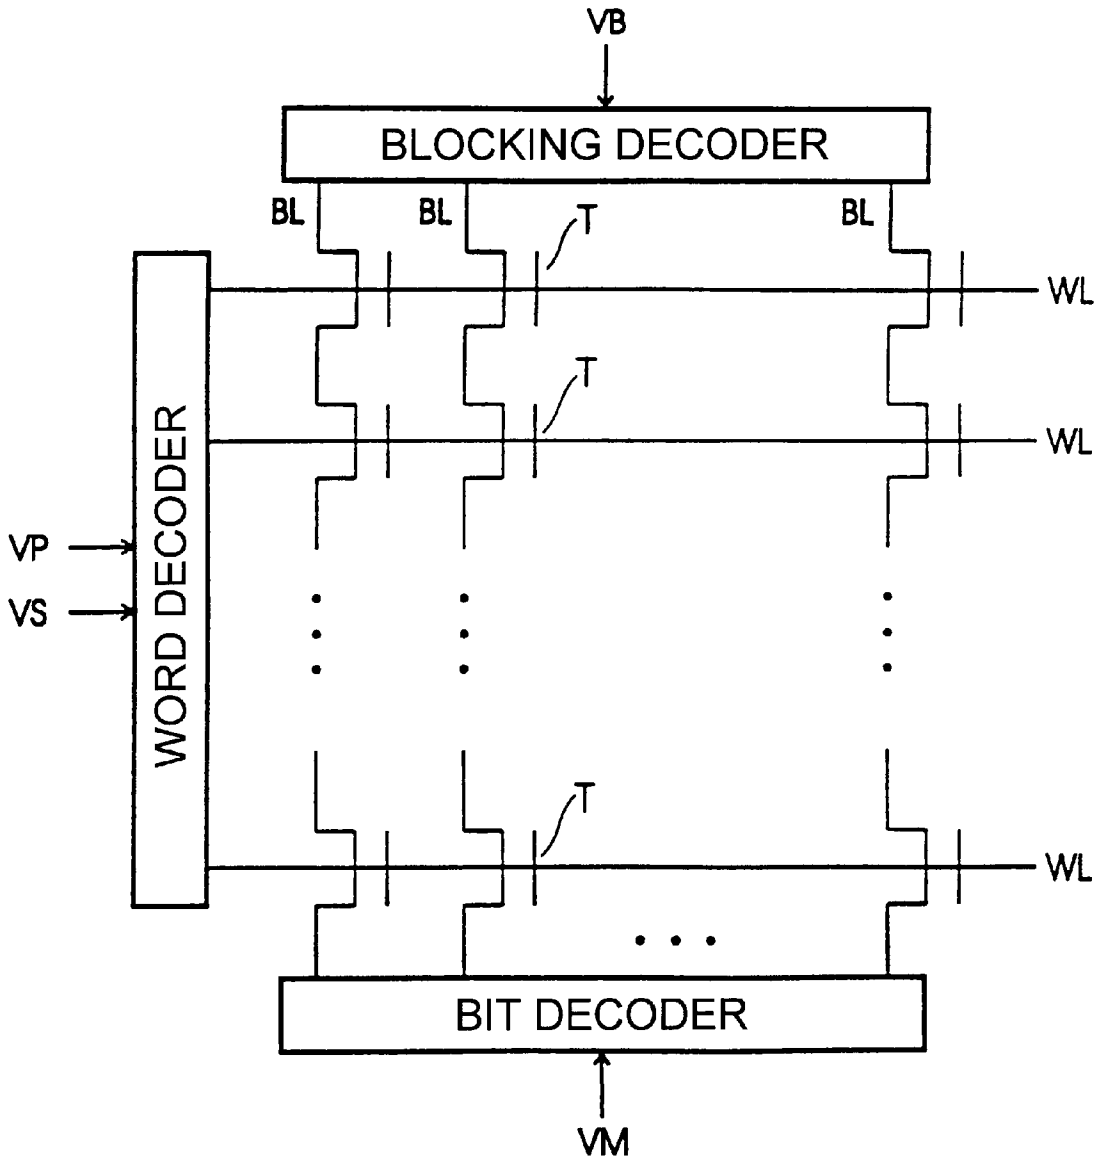 VB
BLOCKING DECODER
BL BL BL
T
WL
T
WL
WORD DECODER
VP
VS
T
WL
BIT DECODER
VM